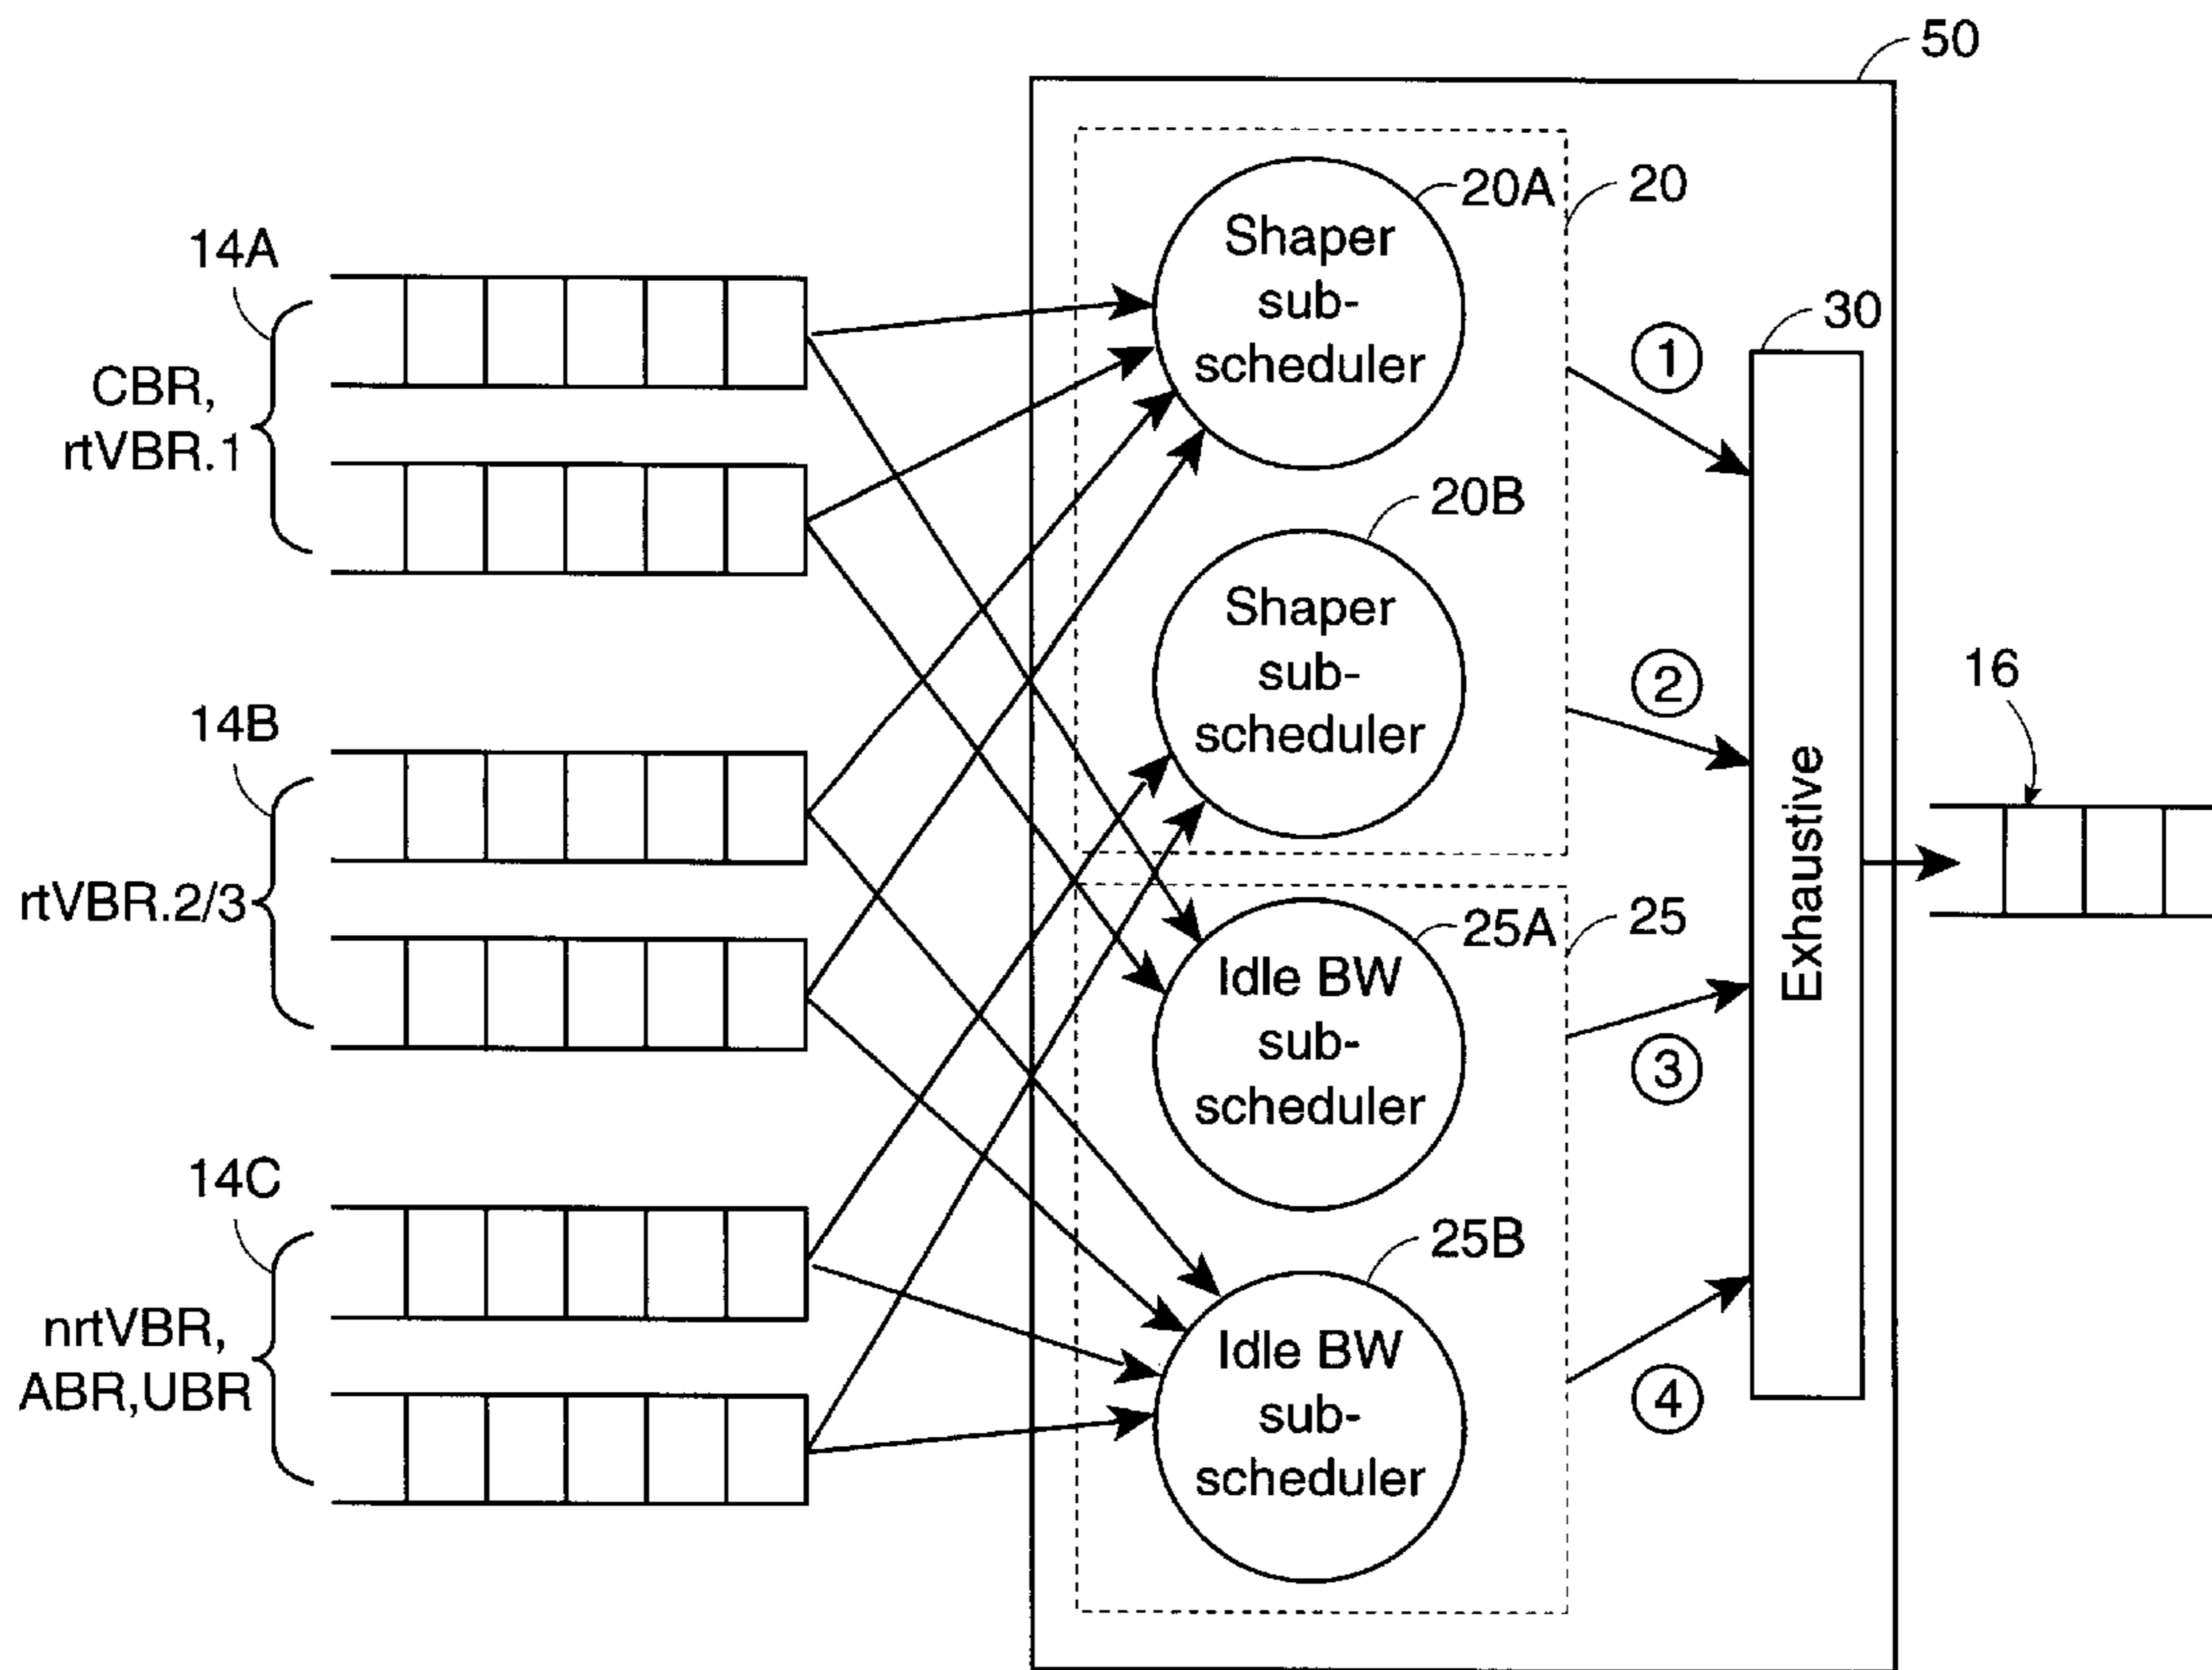 50
20A
20
Shaper
sub-
scheduler
14A
CBR,
rtVBR.1
30
1
20B
Shaper
sub-
scheduler
2
16
14B
rtVBR.2/3
Exhaustive
25A
25
Idle BW
sub-
scheduler
3
14C
nrtVBR,
ABR,UBR
25B
Idle BW
sub-
scheduler
4